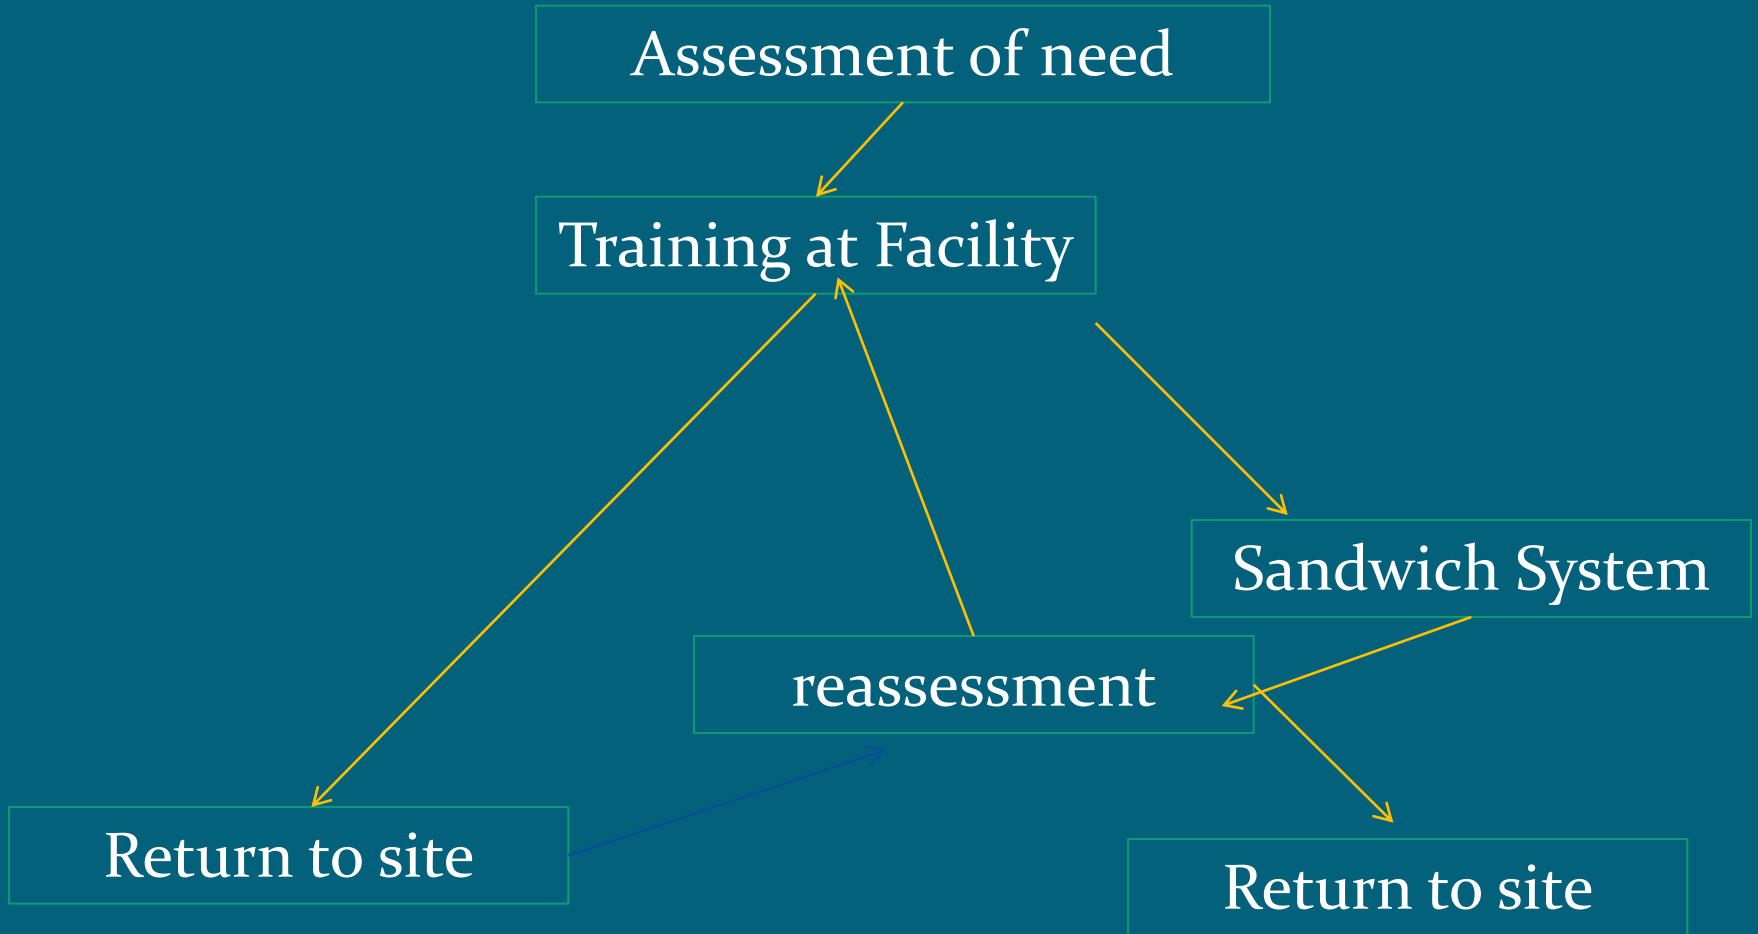 Assessment of need
Training at Facility
Sandwich System
reassessment
Return to site
Return to site